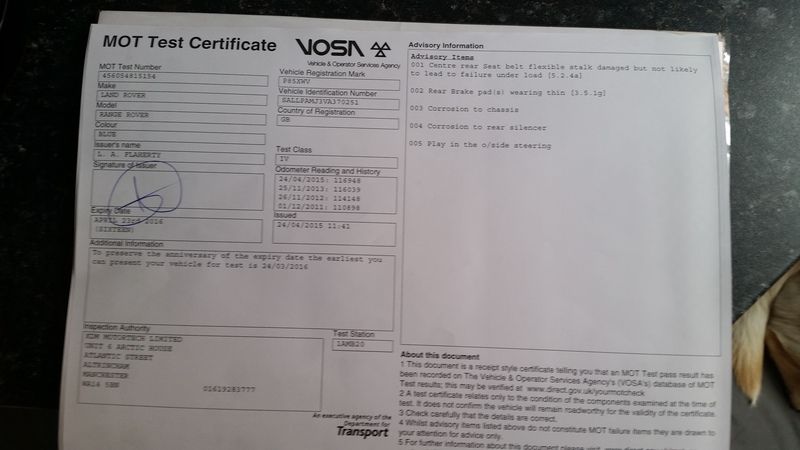 MOT Test Certificate
VOSA
Vehicle & Operator Services Agency
MOT Test Number
456054815154
Make
LAND ROVER
Model
RANGE ROVER
Colour
BLUE
Issuer's name
L. A. FLAHERTY
Signature of Issuer
Expiry Date
APRIL 23rd 2016
(SIXTEEN)
Vehicle Registration Mark
P85XWV
Vehicle Identification Number
SALLPAMJ3VA370251
Country of Registration
GB
Test Class
IV
Odometer Reading and History
24/04/2015: 116948
25/11/2013: 116039
26/11/2012: 114148
01/12/2011: 110898
Issued
24/04/2015 11:41
Additional Information
To preserve the anniversary of the expiry date the earliest you
can present your vehicle for test is 24/03/2016
Inspection Authority
KDM MOTORTECH LIMITED
UNIT 6 ARCTIC HOUSE
ATLANTIC STREET
ALTRINCHAM
MANCHESTER
WA14 5BN 01619283777
Test Station
1AMB20
An executive agency of the
Department for
Transport
Advisory Information
Advisory Items
001 Centre rear Seat belt flexible stalk damaged but not likely
to lead to failure under load [5.2.4a]
002 Rear Brake pad(s) wearing thin [3.5.1g]
003 Corrosion to chassis
004 Corrosion to rear silencer
005 Play in the o/side steering
About this document
1 This document is a receipt style certificate telling you that an MOT Test pass result has
been recorded on The Vehicle & Operator Services Agency's (VOSA's) database of MOT
Test results; this may be verified at www.direct.gov.uk/yourmotcheck
2 A test certificate relates only to the condition of the components examined at the time of
test. It does not confirm the vehicle will remain roadworthy for the validity of the certificate.
3 Check carefully that the details are correct.
4 Whilst advisory items listed above do not constitute MOT failure items they are drawn to
your attention for advice only.
5 For further information about this document please visit